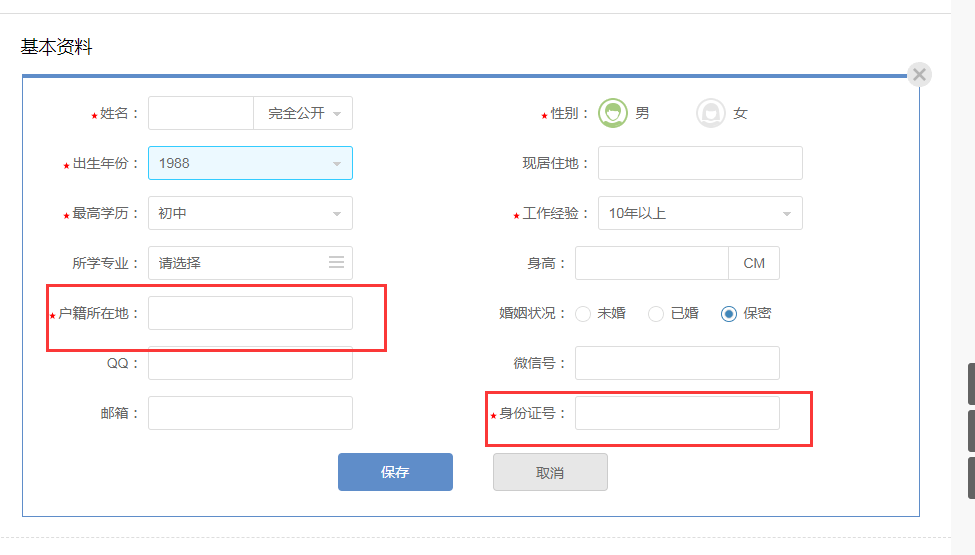 基本资料
★姓名： 完全公开 ★性别： 男 女
★出生年份： 1988 现居住地：
★最高学历： 初中 ★工作经验： 10年以上
所学专业： 请选择 身高： CM
★户籍所在地： 婚姻状况： 未婚 已婚 保密
QQ： 微信号：
邮箱： ★身份证号：
保存 取消